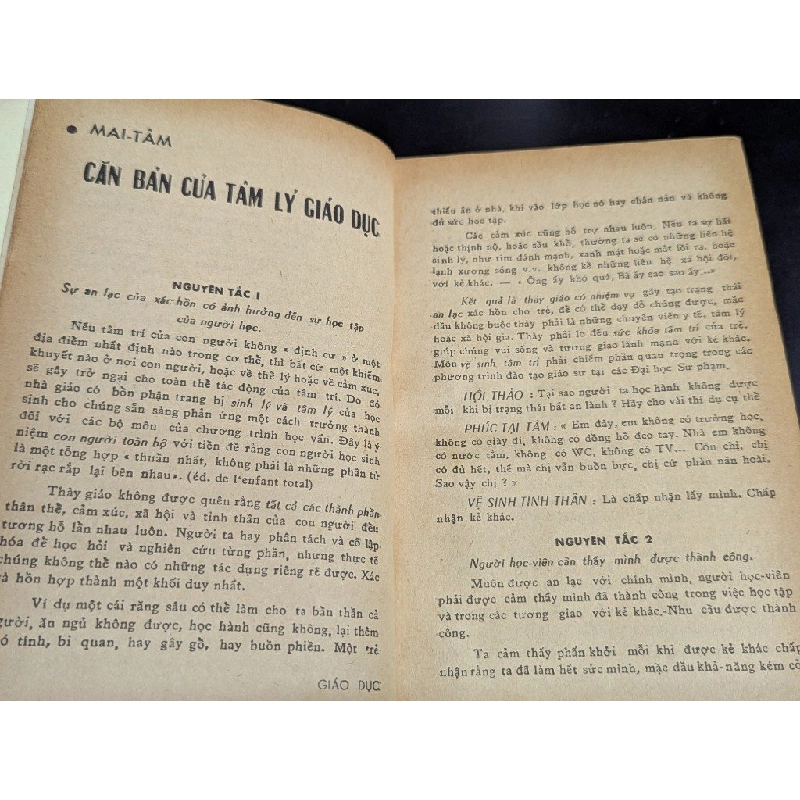 • MAI-TÂM
CĂN BẢN CỦA TÂM LÝ GIÁO DỤC
NGUYÊN TẮC I
Sự an lạc của xác hồn có ảnh hưởng đến sự học tập
của người học.
Nếu tâm trí của con người không « định cư » ở một
địa điểm nhất định nào trong cơ thể, thì bất cứ một khiếm
khuyết nào ở nơi con người, hoặc về thể lý hoặc về cảm xúc,
sẽ gây trở ngại cho toàn thể tác động của tâm trí. Do đó
nhà giáo có bổn phận trang bị sinh lý và tâm lý của học
sinh cho chúng sẵn sàng phản ứng một cách trưởng thành
đối với các bộ môn của chương trình học vấn. Đây là ý
niệm con người toàn bộ với tiền đề rằng con người học sinh
là một tổng hợp « thuần nhất, không phải là những phần tử
rời rạc rắp lại bên nhau». (éd. de l'enfant total)
Thầy giáo không được quên rằng tất cả các thành phần
thân thể, cảm xúc, xã hội và tinh thần của con người đều
tương hỗ lẫn nhau luôn. Người ta hay phân tách và cô lập
hóa để học hỏi và nghiên cứu từng phần, nhưng thực tế
chúng không thể nào có những tác dụng riêng rẽ được. Xác
và hồn hợp thành một khối duy nhất.
Ví dụ một cái răng sâu có thể làm cho ta bần thần cả
người, ăn ngủ không được, học hành cũng không, lại thêm
có tính, bi quan, hay gây gổ, hay buồn phiền. Một trẻ
GIÁO DỤC
thiếu ăn ở nhà, khi vào lớp học nó hay chán nản và không
đủ sức học tập.
Các cảm xúc cũng hỗ trợ nhau luôn. Nếu ta sợ hãi
hoặc thịnh nộ, hoặc sầu khổ, thường ta sẽ có những liên hệ
sinh lý, như tim đánh mạnh, xanh mặt hoặc mát mồ hôi ra, hoặc
lạnh xương sống v.v. không kể những liên hệ xã hội đối,
với kẻ khác. — . Ông ấy khó quá, Bà ấy sao sao ấy...»
Kết quả là thầy giáo có nhiệm vụ gây tạo trạng thái
an lạc xác hồn cho trẻ, để có thể dạy dỗ chúng được, mặc
dầu không buộc thầy phải là những chuyên viên y tế, tâm lý
hoặc xã hội gia. Thầy phải lo đến sức khỏe tâm trí của trẻ,
giúp chúng vui sống và tương giao lành mạnh với kẻ khác.
Môn vệ sinh tâm trí phải chiếm phần quan trọng trong các
phương trình đào tạo giáo sư tại các Đại học Sư phạm.
HỘI THẢO : Tại sao người ta học hành không được
mỗi khi bị trạng thái bất an lành ? Hãy cho vài thí dụ cụ thể
PHÚC TẠI TÂM : « Em đây, em không có trường học,
không có giày đi, không có đồng hồ đeo tay. Nhà em không
có nước tắm, không có WC, không có TV... Còn chị, chị
có đủ hết, thế mà chị vẫn buồn bực, chị cứ phàn nàn hoài.
Sao vậy chị ? »
VỆ SINH TINH THẦN : Là chấp nhận lấy mình. Chấp
nhận kẻ khác.
NGUYÊN TẮC 2
Người học-viên cần thấy mình được thành công.
Muôn được an lạc với chính mình, người học-viên
phải được cảm thấy mình đã thành công trong việc học tập
và trong các tương giao với kẻ khác.-Nhu cầu được thành
công.
Ta cảm thấy phấn khởi mỗi khi được kẻ khác chấp
nhận rằng ta đã làm hết sức mình, mặc dầu khả-năng kém cỏ